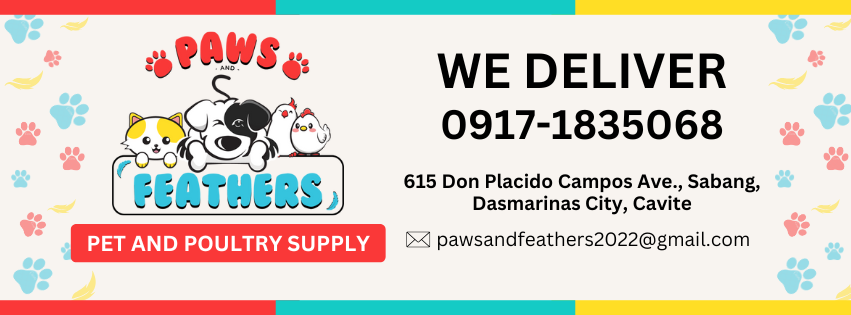 PAWS
- AND -
FEATHERS
PET AND POULTRY SUPPLY
WE DELIVER
0917-1835068
615 Don Placido Campos Ave., Sabang,
Dasmarinas City, Cavite
pawsandfeathers2022@gmail.com